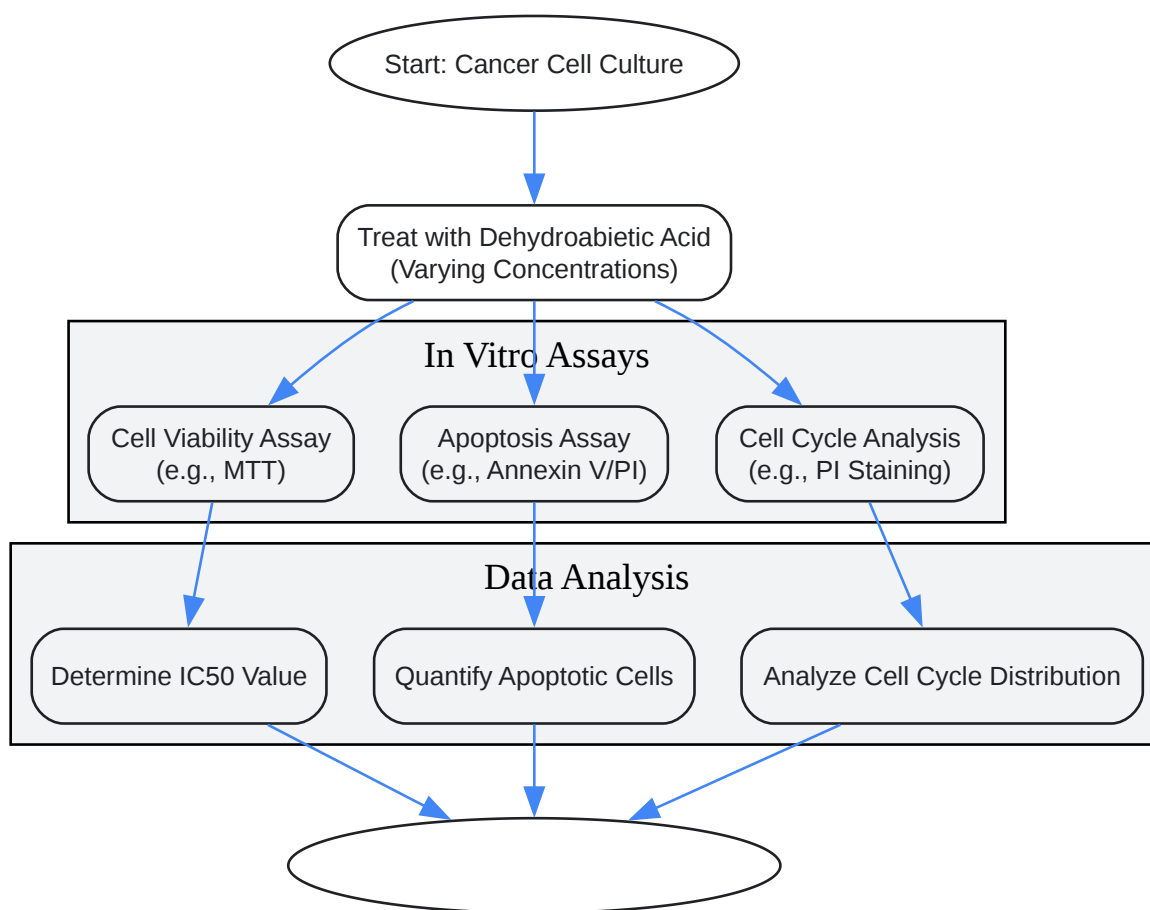 Start: Cancer Cell Culture
Treat with Dehydroabietic Acid
(Varying Concentrations)
In Vitro Assays
Cell Viability Assay
(e.g., MTT)
Apoptosis Assay
(e.g., Annexin V/PI)
Cell Cycle Analysis
(e.g., PI Staining)
Data Analysis
Determine IC50 Value
Quantify Apoptotic Cells
Analyze Cell Cycle Distribution